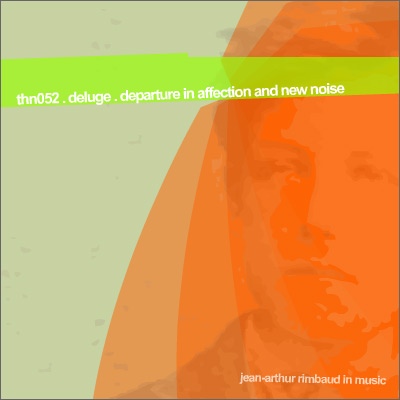 thn052 . deluge . departure in affection and new noise
jean-arthur rimbaud in music